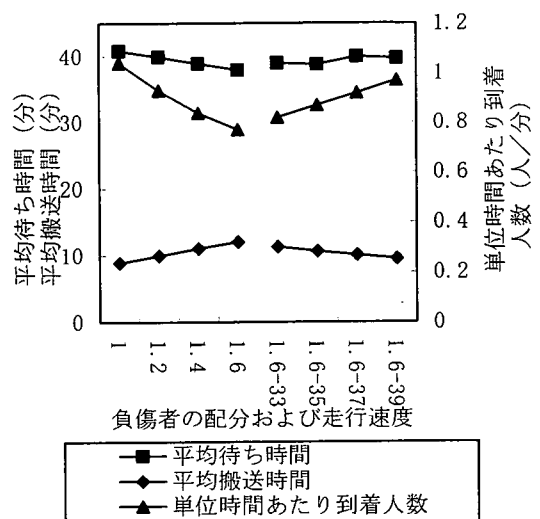 平均待ち時間（分）
平均搬送時間（分）
40
30
20
10
0
1.2
1
0.8
0.6
0.4
0.2
0
単位時間あたり到着
人数（人／分）
1
1.2
1.4
1.6
1.6-33
1.6-35
1.6-37
1.6-39
負傷者の配分および走行速度
平均待ち時間
平均搬送時間
単位時間あたり到着人数